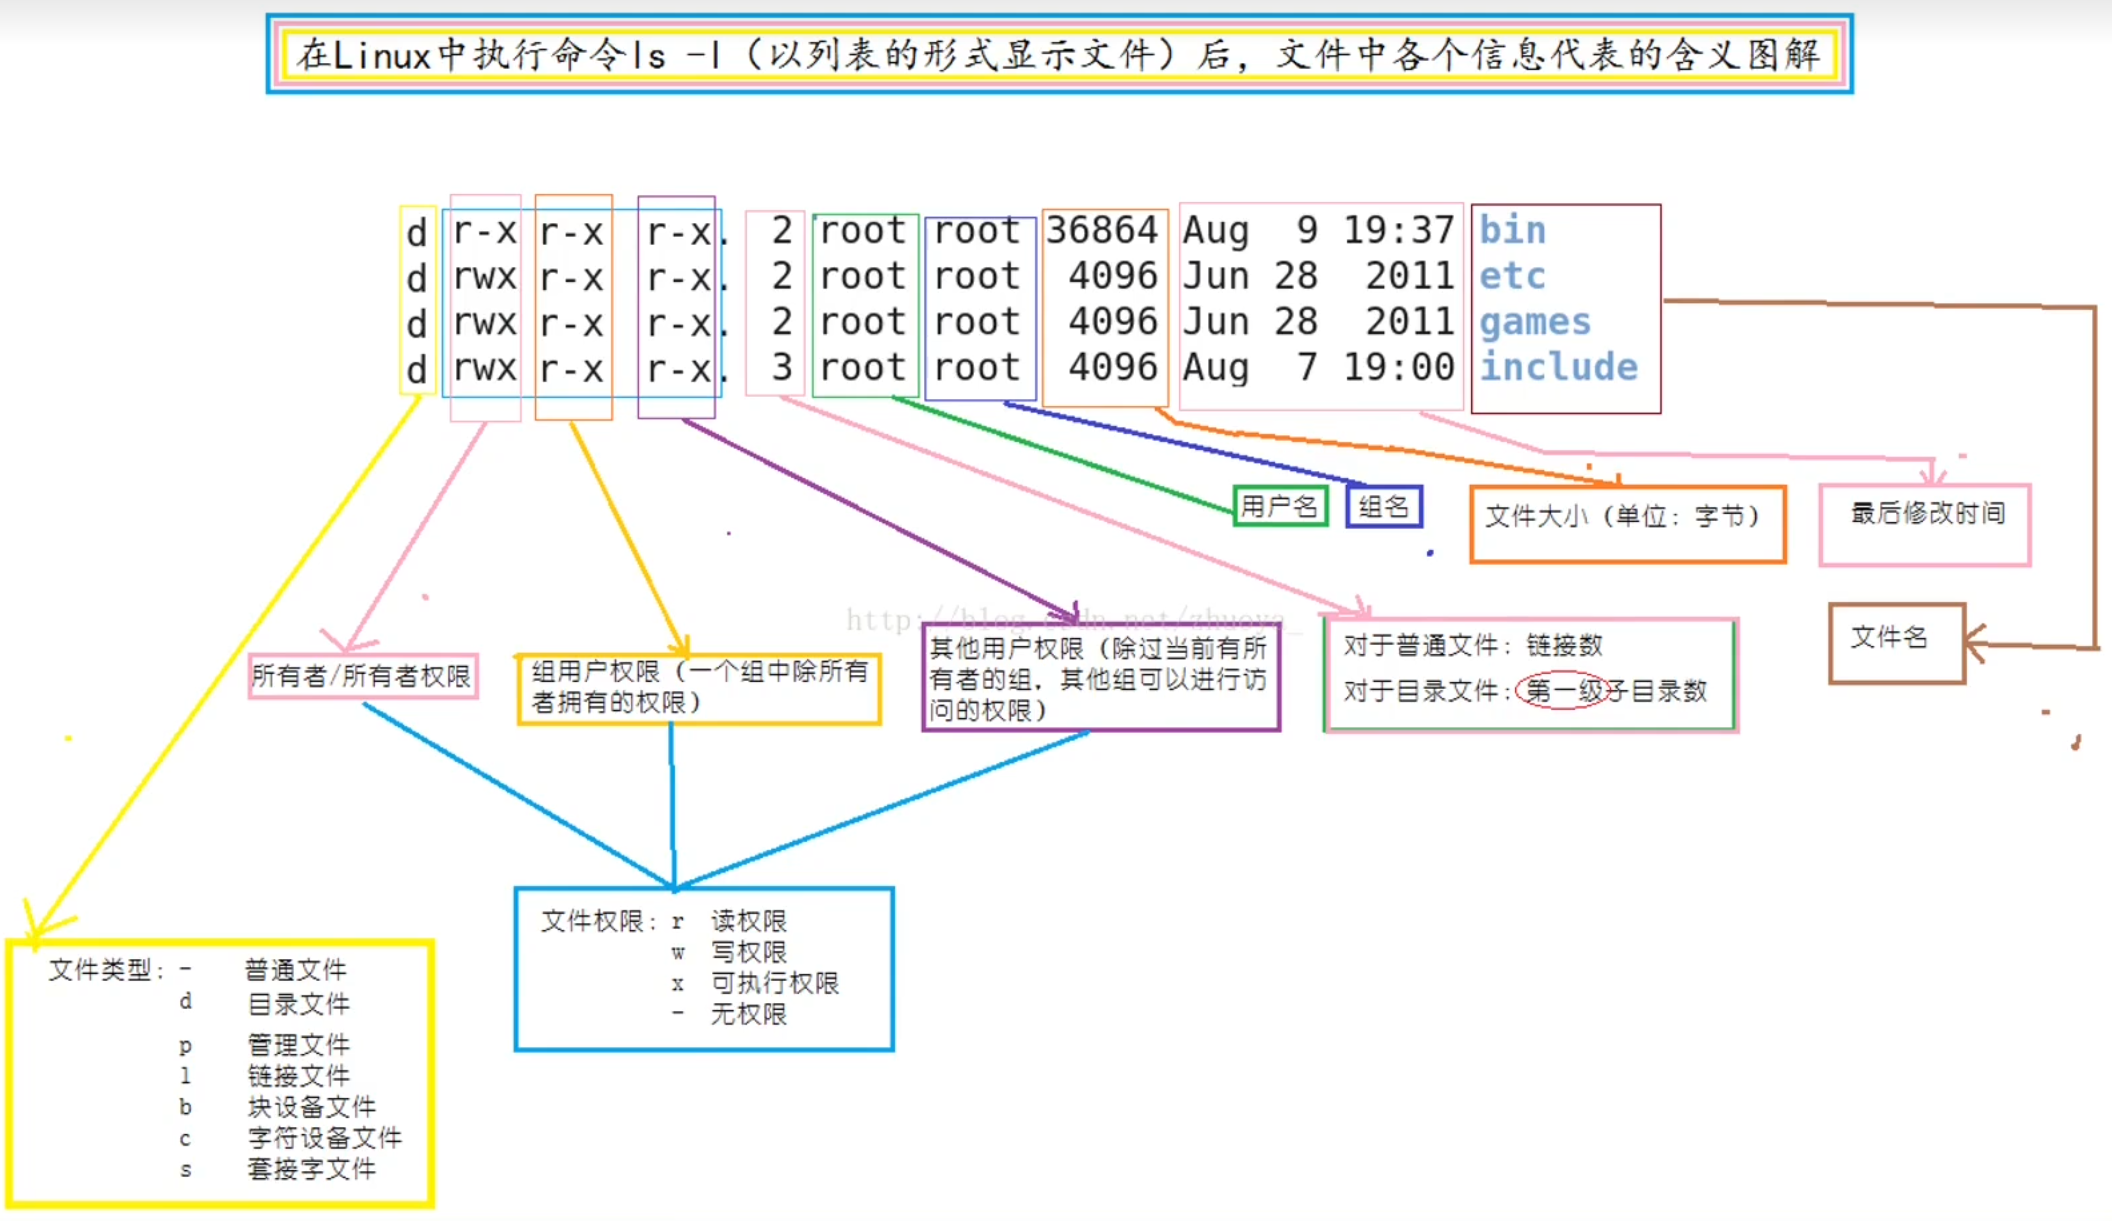 在Linux中执行命令ls -l（以列表的形式显示文件）后，文件中各个信息代表的含义图解
d r-x r-x r-x. 2 root root 36864 Aug 9 19:37 bin
d rwx r-x r-x. 2 root root 4096 Jun 28 2011 etc
d rwx r-x r-x. 2 root root 4096 Jun 28 2011 games
d rwx r-x r-x. 3 root root 4096 Aug 7 19:00 include
用户名
组名
文件大小（单位：字节）
最后修改时间
http://blog.csdn.net/zhuoya_
所有者/所有者权限
组用户权限（一个组中除所有
者拥有的权限）
其他用户权限（除过当前有所
有者的组，其他组可以进行访
问的权限）
对于普通文件：链接数
对于目录文件：第一级子目录数
文件名
文件权限：r 读权限
w 写权限
x 可执行权限
- 无权限
文件类型：- 普通文件
d 目录文件
p 管理文件
l 链接文件
b 块设备文件
c 字符设备文件
s 套接字文件